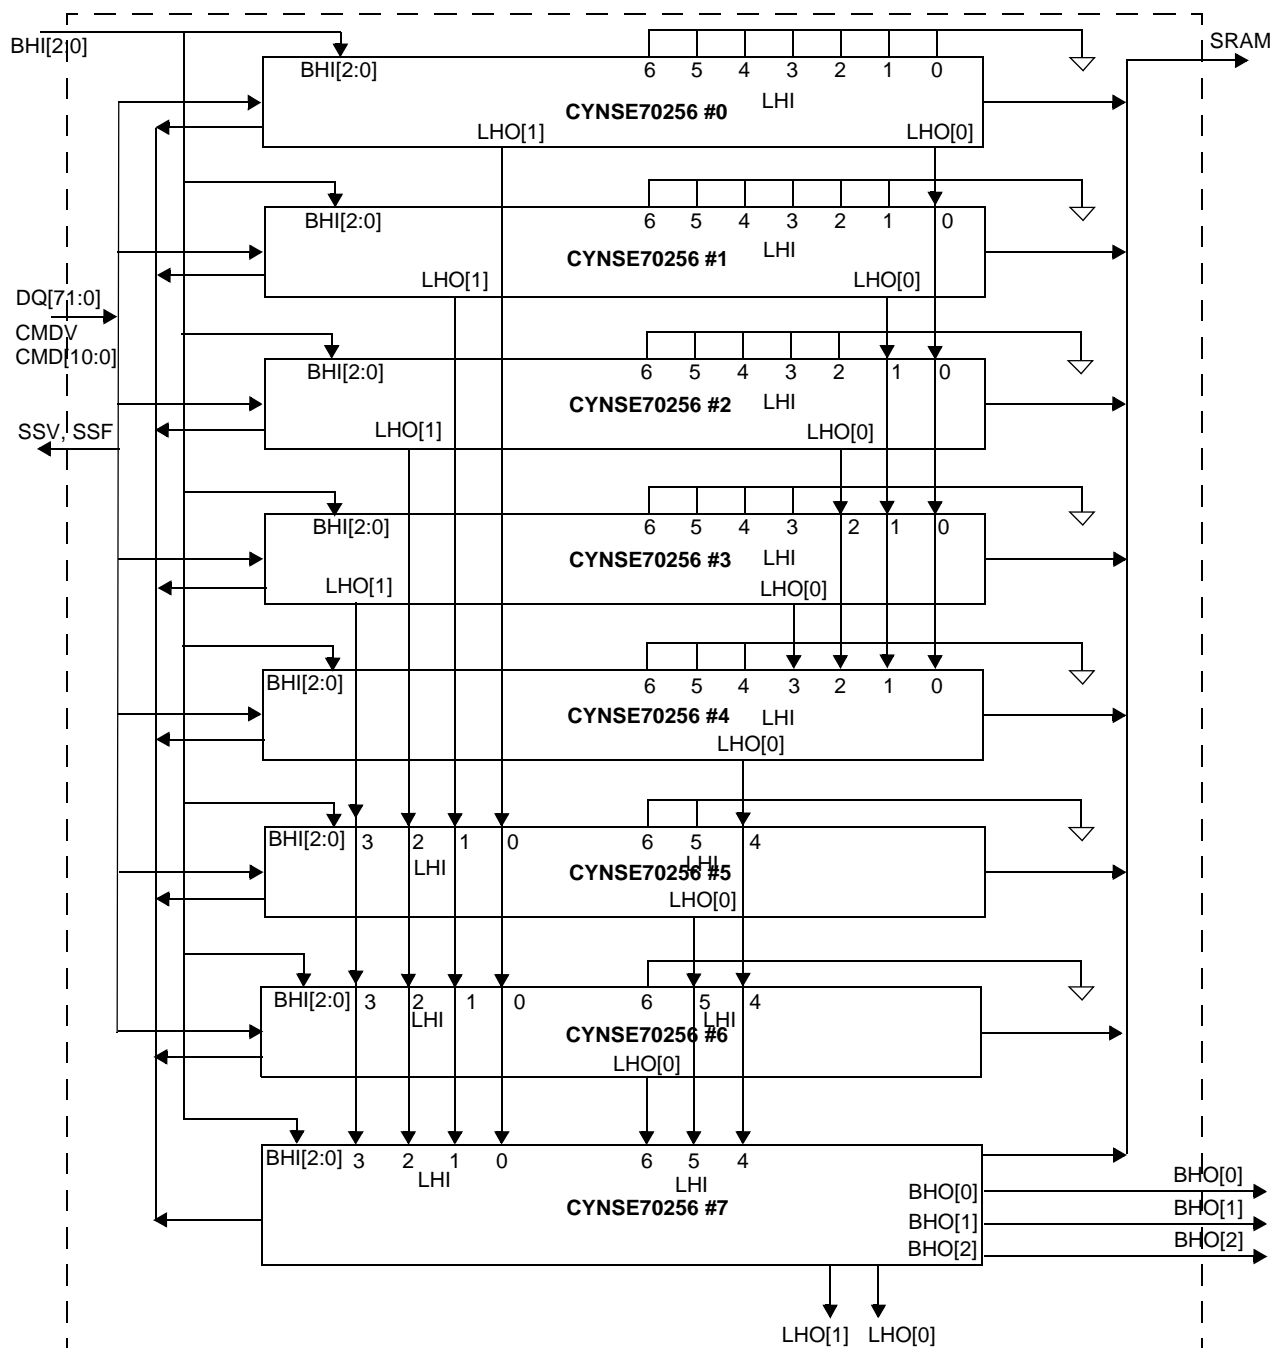 BHI[2:0]
SRAM
BHI[2:0] 6 5 4 3 2 1 0
LHI
CYNSE70256 #0
LHO[1] LHO[0]
BHI[2:0] 6 5 4 3 2 1 0
LHI
CYNSE70256 #1
LHO[1] LHO[0]
DQ[71:0]
CMDV
CMD[10:0]
BHI[2:0] 6 5 4 3 2 1 0
LHI
CYNSE70256 #2
SSV, SSF
LHO[1] LHO[0]
BHI[2:0] 6 5 4 3 2 1 0
LHI
CYNSE70256 #3
LHO[1] LHO[0]
BHI[2:0] 6 5 4 3 2 1 0
LHI
CYNSE70256 #4
LHO[0]
BHI[2:0] 3 2 1 0 6 5 4
LHI LHI
CYNSE70256 #5
LHO[0]
BHI[2:0] 3 2 1 0 6 5 4
LHI LHI
CYNSE70256 #6
LHO[0]
BHI[2:0] 3 2 1 0 6 5 4
LHI LHI
CYNSE70256 #7
BHO[0] BHO[0]
BHO[1] BHO[1]
BHO[2] BHO[2]
LHO[1] LHO[0]